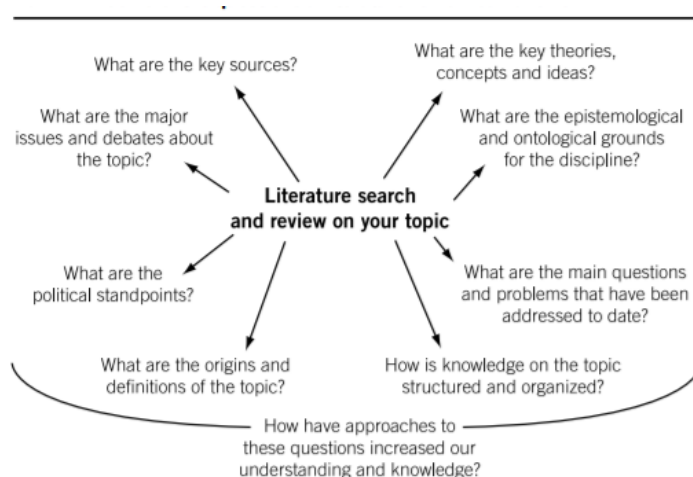 What are the key sources?
What are the key theories,
concepts and ideas?
What are the major
issues and debates about
the topic?
What are the epistemological
and ontological grounds
for the discipline?
Literature search
and review on your topic
What are the
political standpoints?
What are the main questions
and problems that have been
addressed to date?
What are the origins and
definitions of the topic?
How is knowledge on the topic
structured and organized?
How have approaches to
these questions increased our
understanding and knowledge?